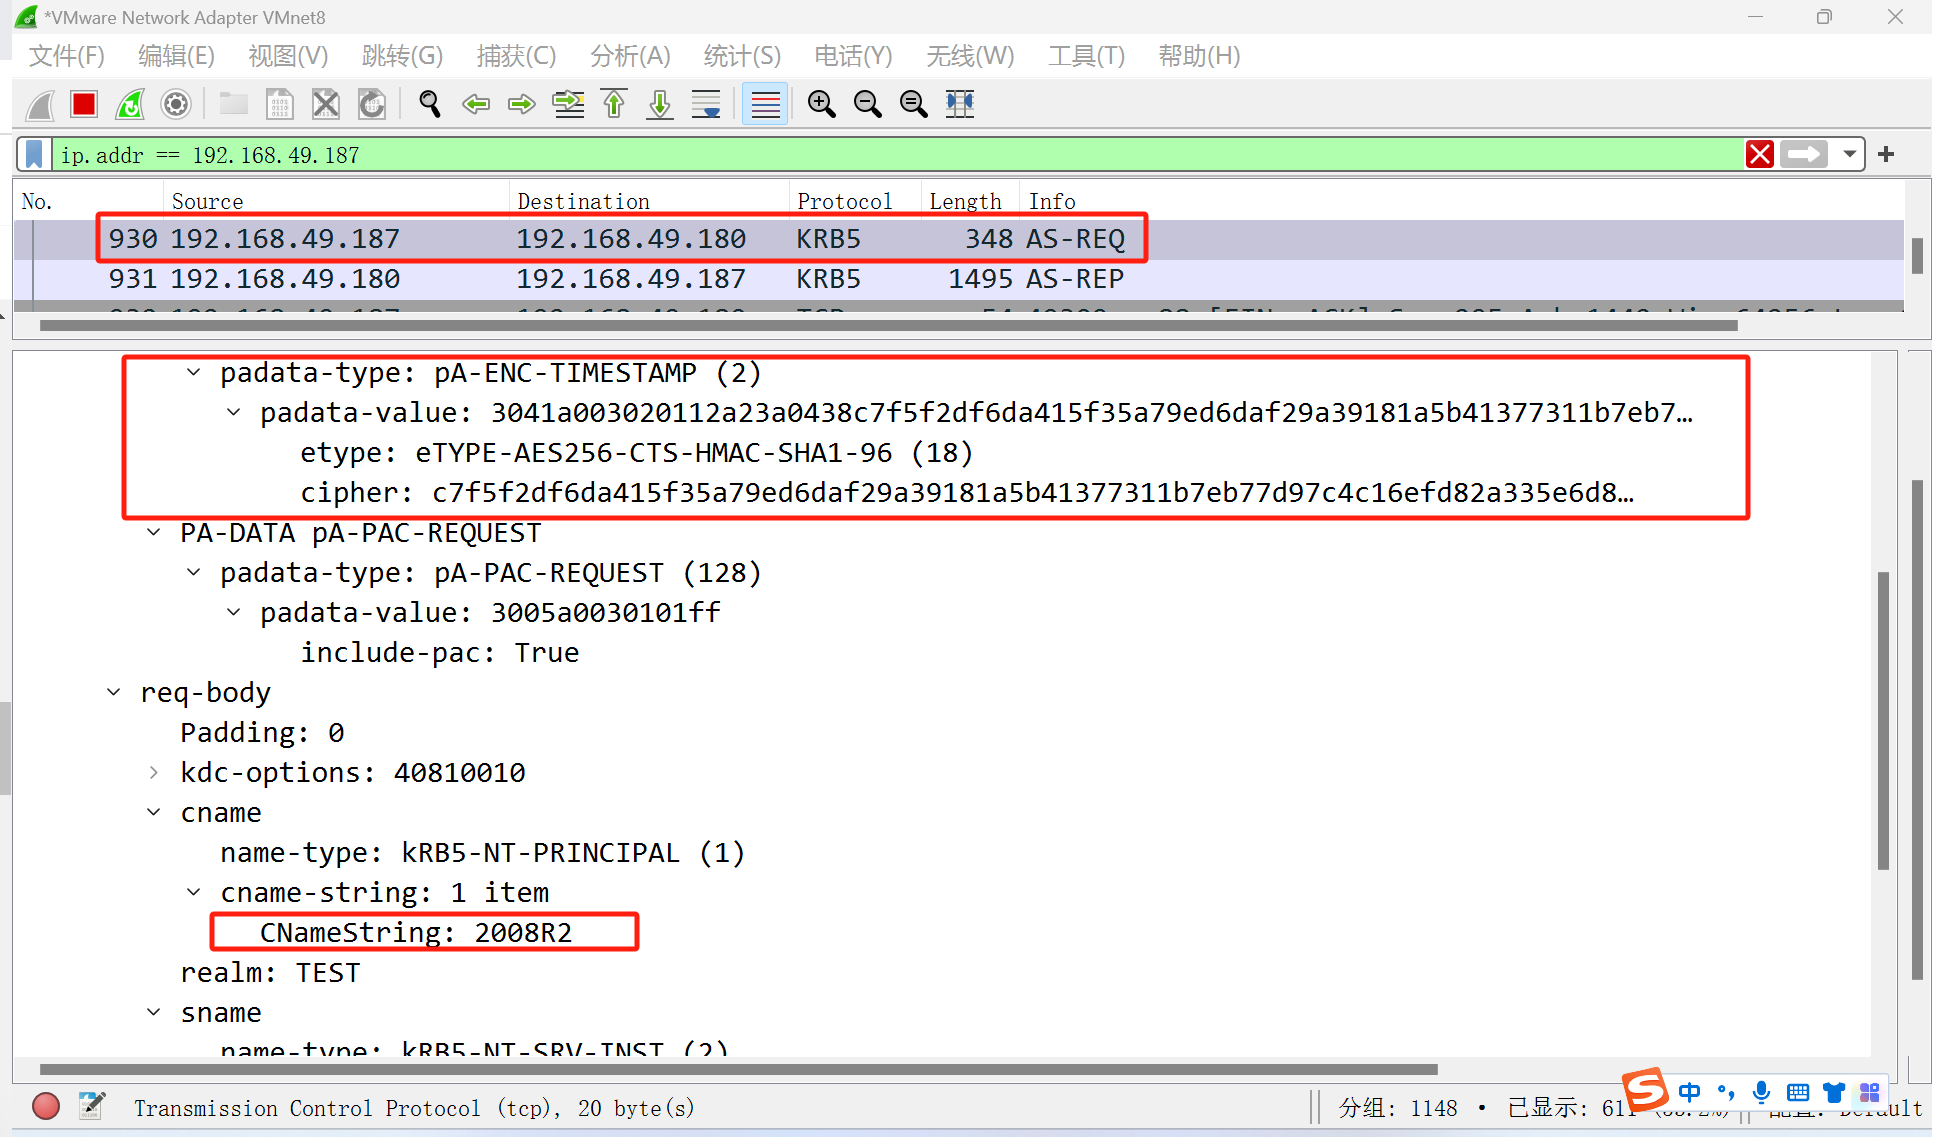 *VMware Network Adapter VMnet8
文件(F) 编辑(E) 视图(V) 跳转(G) 捕获(C) 分析(A) 统计(S) 电话(Y) 无线(W) 工具(T) 帮助(H)
ip.addr == 192.168.49.187
No. Source Destination Protocol Length Info
930 192.168.49.187 192.168.49.180 KRB5 348 AS-REQ
931 192.168.49.180 192.168.49.187 KRB5 1495 AS-REP
padata-type: pA-ENC-TIMESTAMP (2)
padata-value: 3041a003020112a23a0438c7f5f2df6da415f35a79ed6daf29a39181a5b41377311b7eb7…
etype: eTYPE-AES256-CTS-HMAC-SHA1-96 (18)
cipher: c7f5f2df6da415f35a79ed6daf29a39181a5b41377311b7eb77d97c4c16efd82a335e6d8…
PA-DATA pA-PAC-REQUEST
padata-type: pA-PAC-REQUEST (128)
padata-value: 3005a0030101ff
include-pac: True
req-body
Padding: 0
kdc-options: 40810010
cname
name-type: kRB5-NT-PRINCIPAL (1)
cname-string: 1 item
CNameString: 2008R2
realm: TEST
sname
name-type: kRB5-NT-SRV-INST (2)
Transmission Control Protocol (tcp), 20 byte(s) 分组: 1148 • 已显示: 611 配置: Default
中